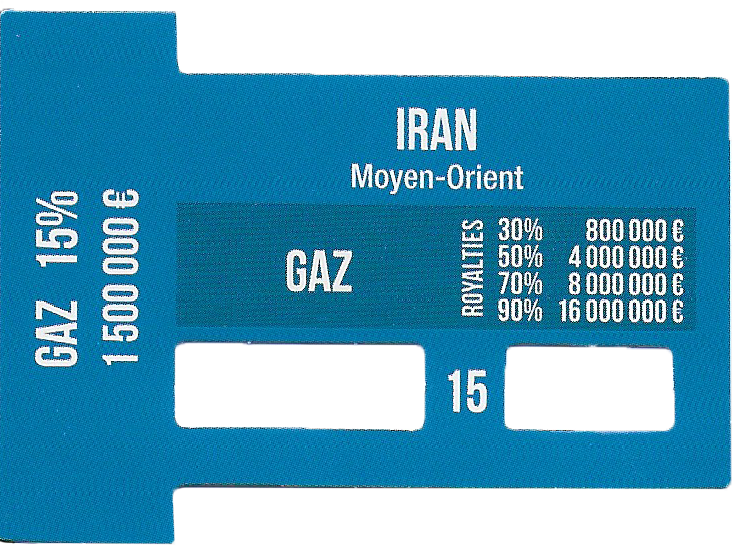 GAZ 15%
1 500 000 €
IRAN
Moyen-Orient
GAZ
ROYALTIES
30% 800 000 €
50% 4 000 000 €
70% 8 000 000 €
90% 16 000 000 €
15